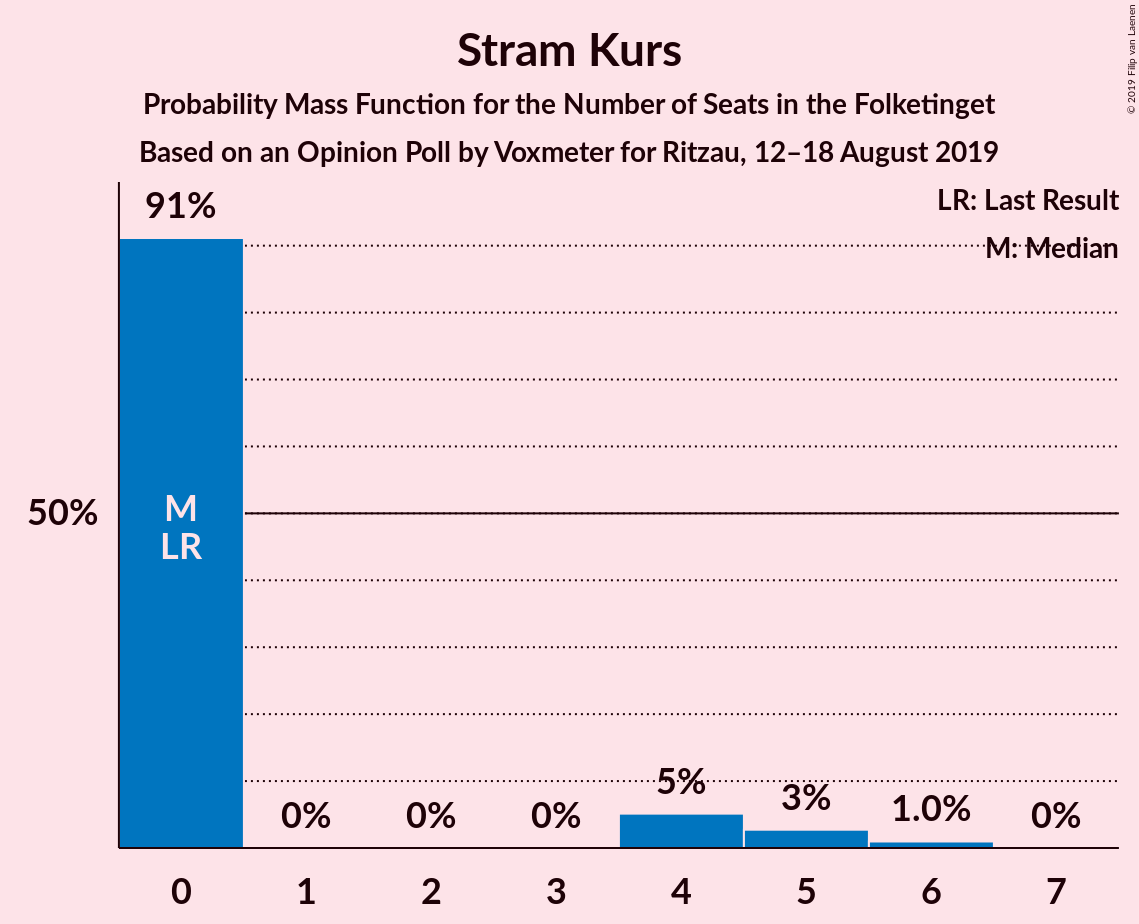 Stram Kurs
Probability Mass Function for the Number of Seats in the Folketinget
Based on an Opinion Poll by Voxmeter for Ritzau, 12–18 August 2019
© 2019 Filip van Laenen
LR: Last Result
M: Median
91%
50%
M
LR
0%
0%
0%
5%
3%
1.0%
0%
0
1
2
3
4
5
6
7